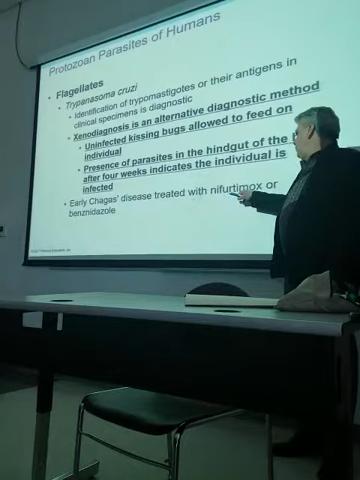 Protozoan Parasites of Humans
• Flagellates
• Trypanasoma cruzi
• Identification of trypomastigotes or their antigens in
clinical specimens is diagnostic
• Xenodiagnosis is an alternative diagnostic method
• Uninfected kissing bugs allowed to feed on
individual
• Presence of parasites in the hindgut of the
after four weeks indicates the individual is
infected
• Early Chagas' disease treated with nifurtimox or
benznidazole